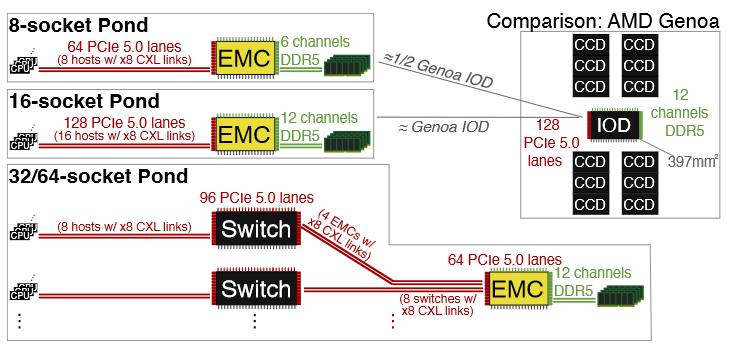 8-socket Pond
64 PCIe 5.0 lanes
(8 hosts w/ x8 CXL links)
CPU
EMC
6 channels
DDR5
≈1/2 Genoa IOD
16-socket Pond
128 PCIe 5.0 lanes
(16 hosts w/ x8 CXL links)
CPU
EMC
12 channels
DDR5
≈ Genoa IOD
Comparison: AMD Genoa
CCD CCD
CCD CCD
CCD CCD
IOD
128
PCIe 5.0
lanes
12
channels
DDR5
397mm²
CCD CCD
CCD CCD
CCD CCD
32/64-socket Pond
96 PCIe 5.0 lanes
(8 hosts w/ x8 CXL links)
CPU
Switch
(4 EMCs w/
x8 CXL links)
64 PCIe 5.0 lanes
CPU
Switch
EMC
12 channels
DDR5
(8 switches w/
x8 CXL links)